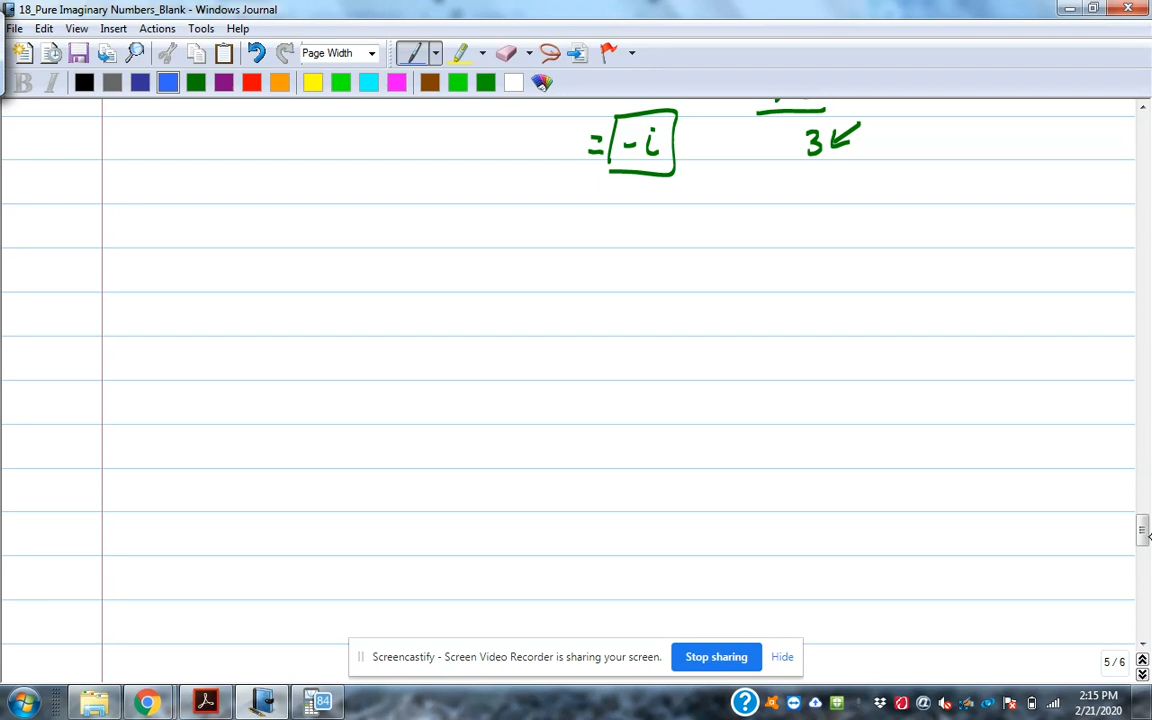 18_Pure Imaginary Numbers_Blank - Windows Journal
File Edit View Insert Actions Tools Help
Page Width
B I
= -i
3
Screencastify - Screen Video Recorder is sharing your screen. Stop sharing Hide
5 / 6
84
2:15 PM
2/21/2020